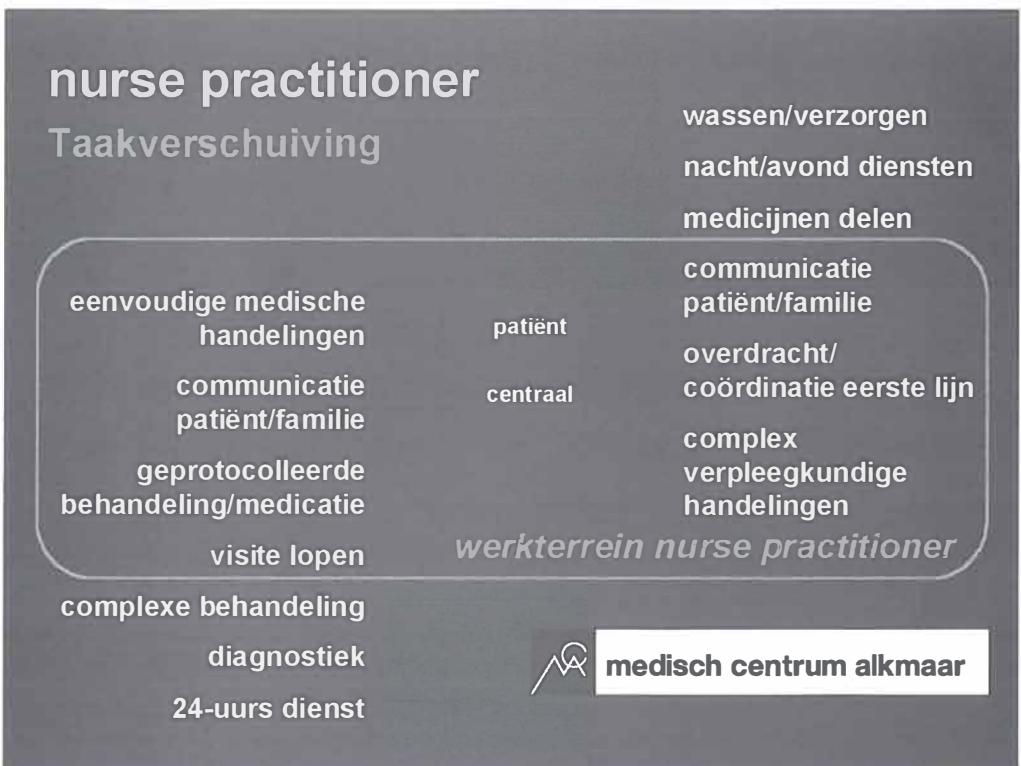 nurse practitioner
Taakverschuiving
eenvoudige medische
handelingen
communicatie
patiënt/familie
geprotocolleerde
behandeling/medicatie
visite lopen
complexe behandeling
diagnostiek
24-uurs dienst
patiënt
centraal
wassen/verzorgen
nacht/avond diensten
medicijnen delen
communicatie
patiënt/familie
overdracht/
coördinatie eerste lijn
complex
verpleegkundige
handelingen
werkterrein nurse practitioner
medisch centrum alkmaar